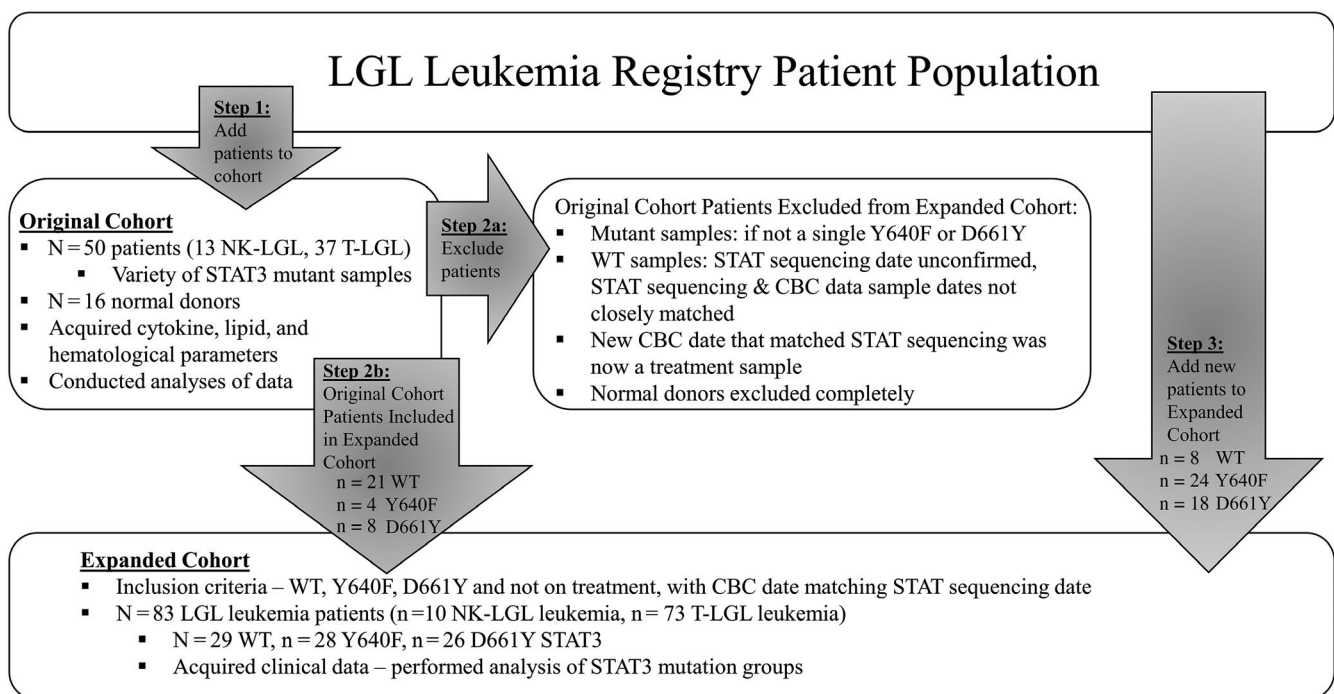 LGL Leukemia Registry Patient Population
Step 1:
Add
patients to
cohort
Original Cohort
▪ N = 50 patients (13 NK-LGL, 37 T-LGL)
▪ Variety of STAT3 mutant samples
▪ N = 16 normal donors
▪ Acquired cytokine, lipid, and
hematological parameters
▪ Conducted analyses of data
Step 2a:
Exclude
patients
Original Cohort Patients Excluded from Expanded Cohort:
▪ Mutant samples: if not a single Y640F or D661Y
▪ WT samples: STAT sequencing date unconfirmed,
STAT sequencing & CBC data sample dates not
closely matched
▪ New CBC date that matched STAT sequencing was
now a treatment sample
▪ Normal donors excluded completely
Step 2b:
Original Cohort
Patients Included
in Expanded
Cohort
n = 21 WT
n = 4 Y640F
n = 8 D661Y
Step 3:
Add new
patients to
Expanded
Cohort
n = 8 WT
n = 24 Y640F
n = 18 D661Y
Expanded Cohort
▪ Inclusion criteria – WT, Y640F, D661Y and not on treatment, with CBC date matching STAT sequencing date
▪ N = 83 LGL leukemia patients (n=10 NK-LGL leukemia, n= 73 T-LGL leukemia)
▪ N = 29 WT, n = 28 Y640F, n = 26 D661Y STAT3
▪ Acquired clinical data – performed analysis of STAT3 mutation groups